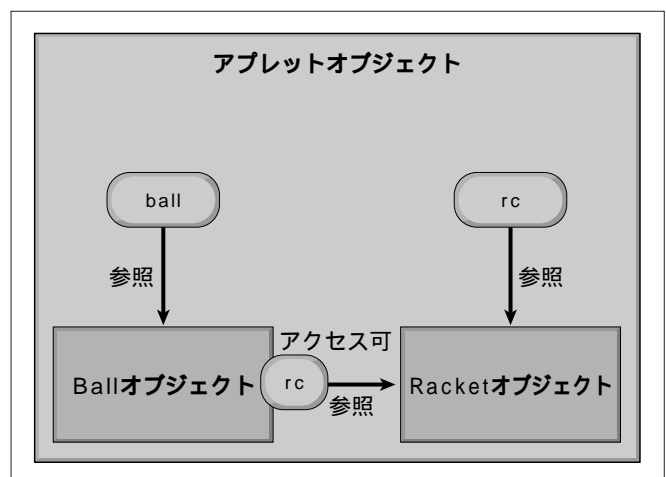 アプレットオブジェクト
ball
rc
参照
参照
アクセス可
Ballオブジェクト
rc
Racketオブジェクト
参照